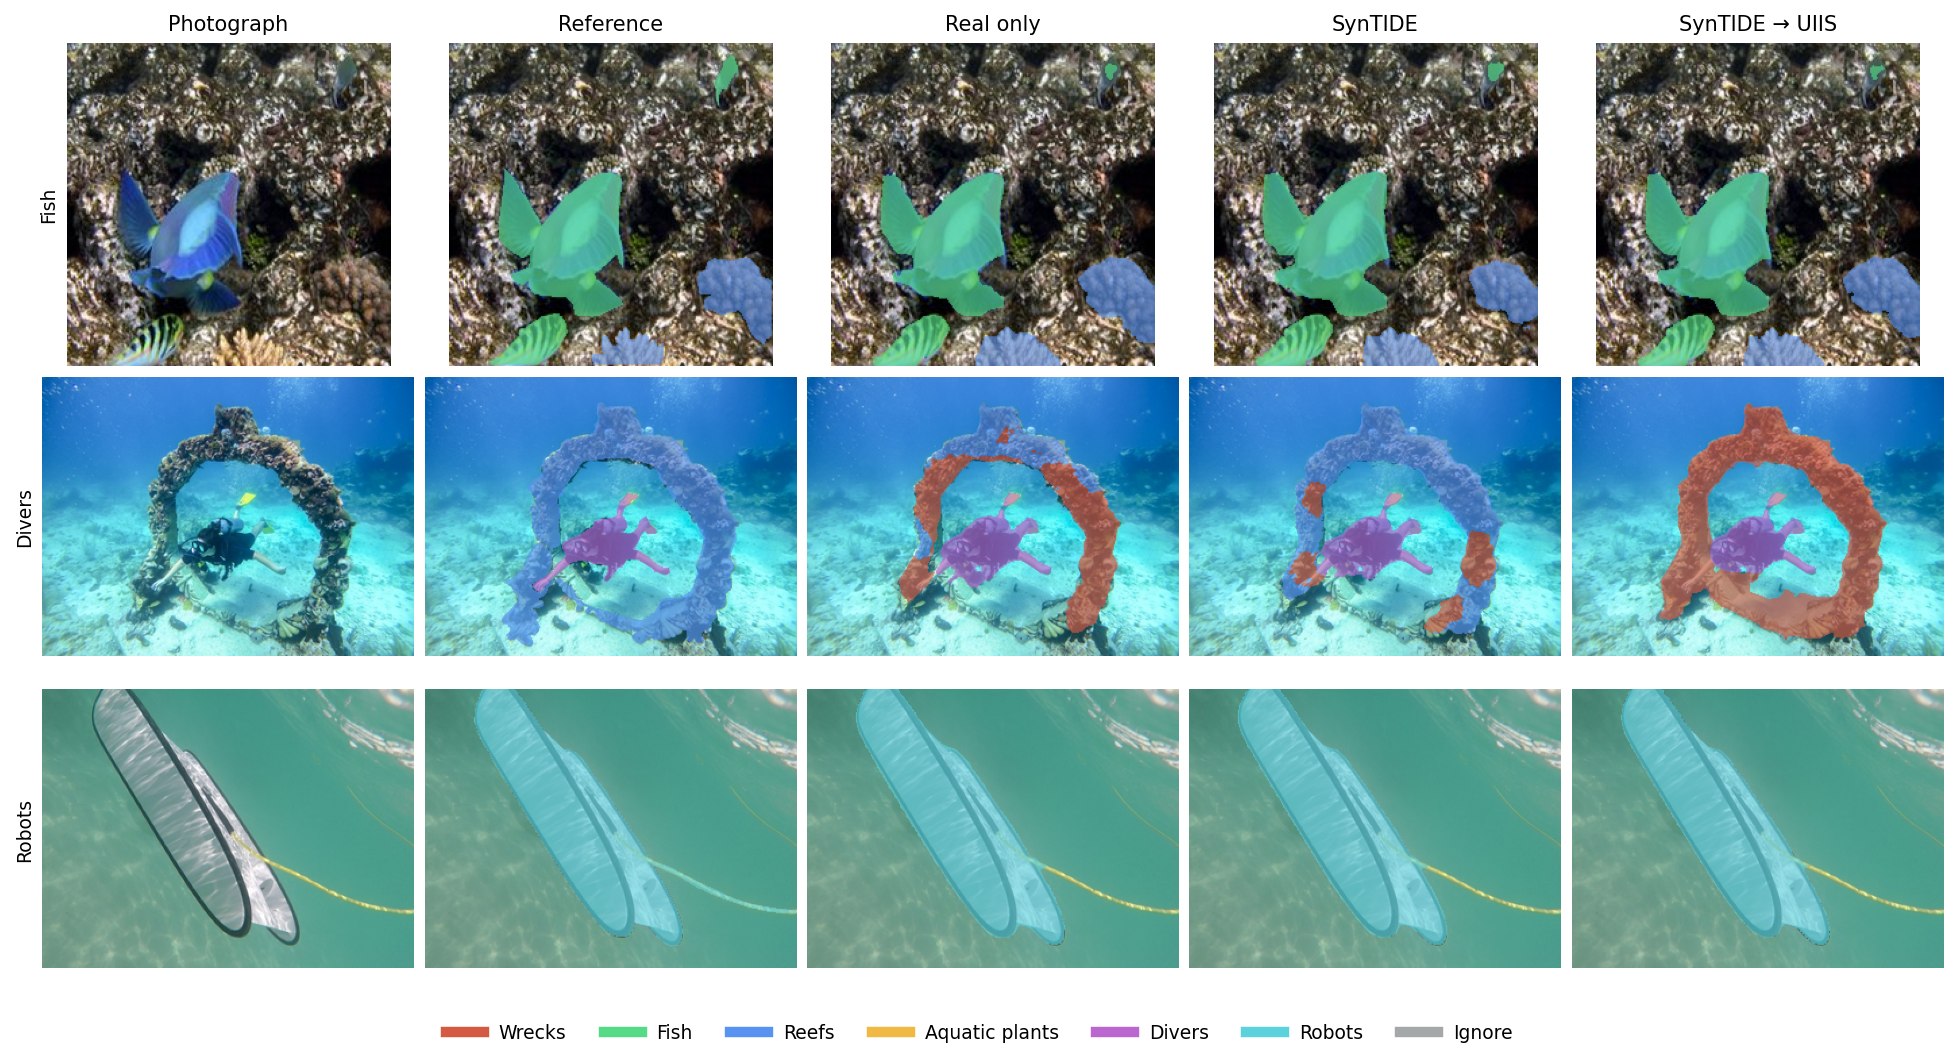 Photograph Reference Real only SynTIDE SynTIDE → UIIS
Fish
Divers
Robots
Wrecks Fish Reefs Aquatic plants Divers Robots Ignore